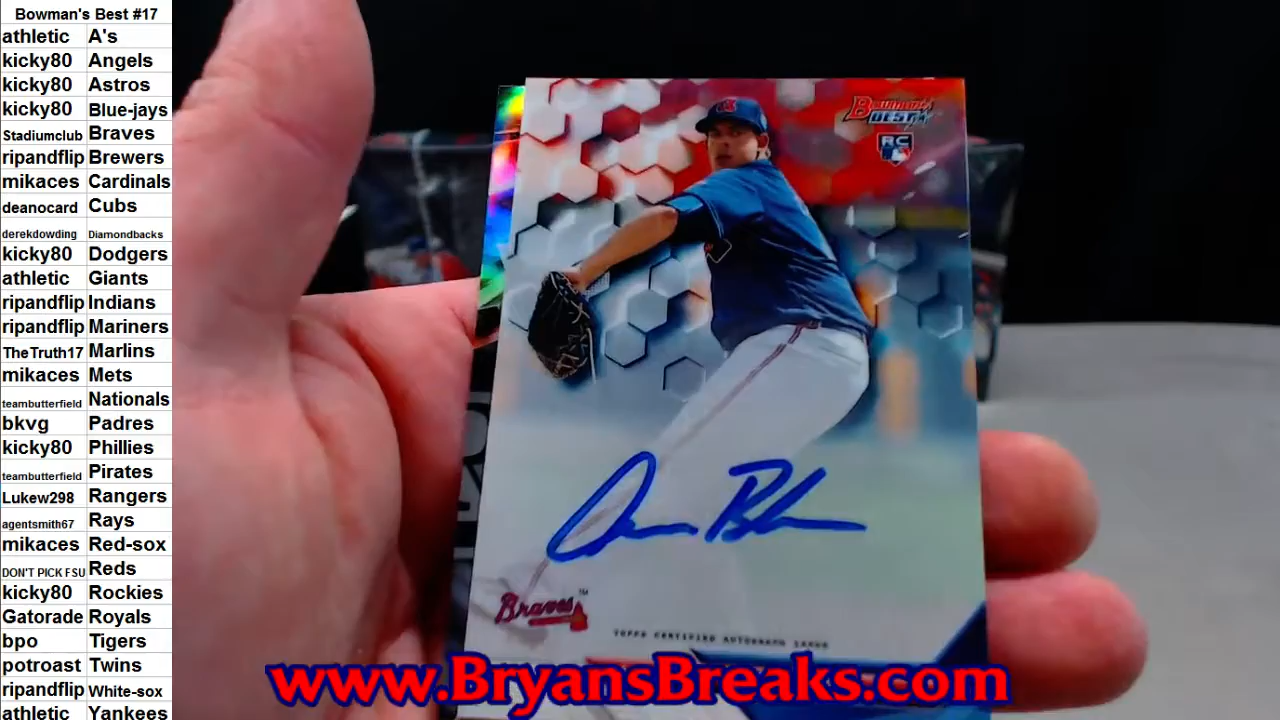 Bowman's Best #17
athletic A's
kicky80 Angels
kicky80 Astros
kicky80 Blue-jays
Stadiumclub Braves
ripandflip Brewers
mikaces Cardinals
deanocard Cubs
derekdowding Diamondbacks
kicky80 Dodgers
athletic Giants
ripandflip Indians
ripandflip Mariners
TheTruth17 Marlins
mikaces Mets
teambutterfield Nationals
bkvg Padres
kicky80 Phillies
teambutterfield Pirates
Lukew298 Rangers
agentsmith67 Rays
mikaces Red-sox
DON'T PICK FSU Reds
kicky80 Rockies
Gatorade Royals
bpo Tigers
potroast Twins
ripandflip White-sox
athletic Yankees
Bowman's
BEST
RC
Braves™
TOPPS CERTIFIED AUTOGRAPH ISSUE
www.BryansBreaks.com